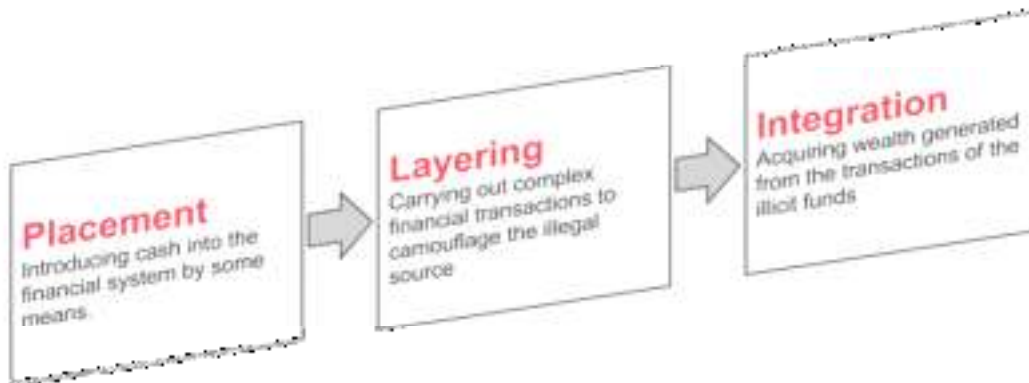 Placement
Introducing cash into the
financial system by some
means.
Layering
Carrying out complex
financial transactions to
camouflage the illegal
source
Integration
Acquiring wealth generated
from the transactions of the
illicit funds